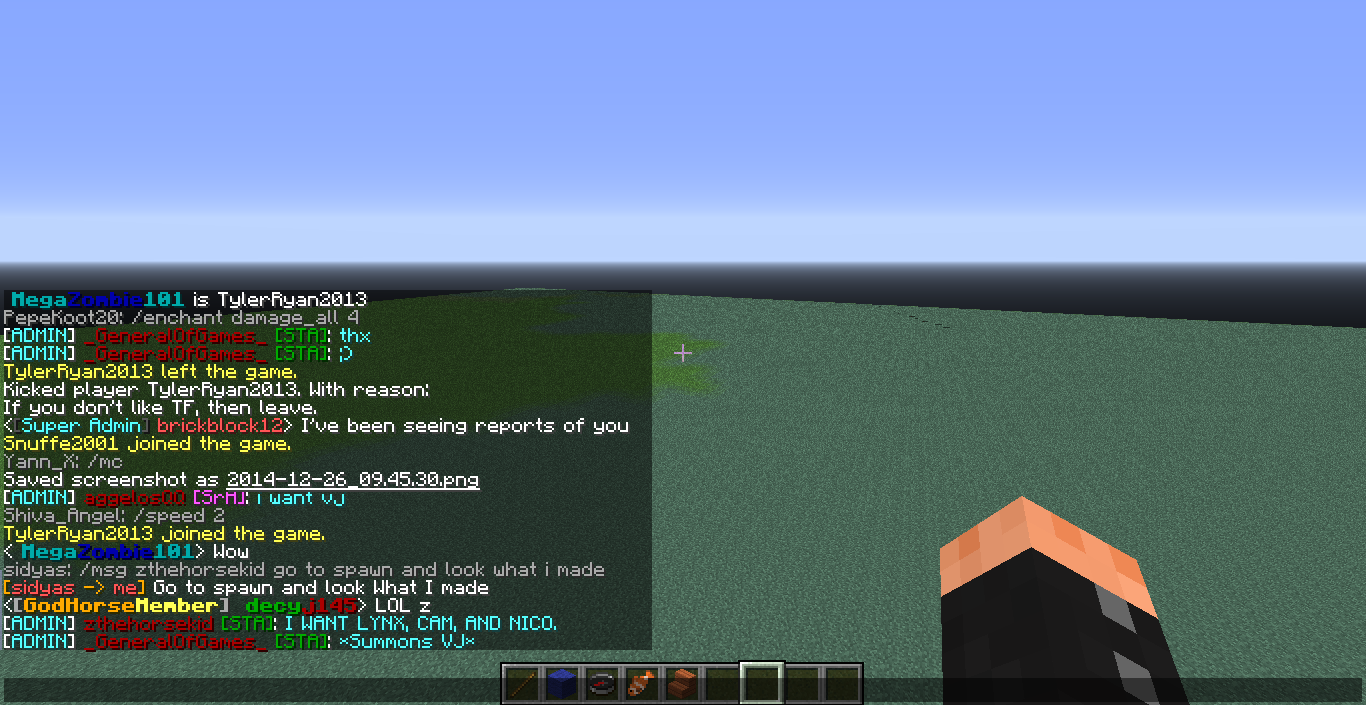 MegaZombie101 is TylerRyan2013
PepeKoot20: /enchant damage_all 4
[ADMIN] _GeneralOfGames_ [STA]: thx
[ADMIN] _GeneralOfGames_ [STA]: ;)
TylerRyan2013 left the game.
Kicked player TylerRyan2013. With reason:
If you don't like TF, then leave.
<[Super Admin] brickblock12> I've been seeing reports of you
Snuffe2001 joined the game.
Yann_X: /mc
Saved screenshot as 2014-12-26_09.45.30.png
[ADMIN] aggelosQQ [SrA]: i want vj
Shiva_Angel: /speed 2
TylerRyan2013 joined the game.
< MegaZombie101> Wow
sidyas: /msg zthehorsekid go to spawn and look what i made
[sidyas -> me] Go to spawn and look What I made
<[GodHorseMember] decyj145> LOL z
[ADMIN] zthehorsekid [STA]: I WANT LYNX, CAM, AND NICO.
[ADMIN] _GeneralOfGames_ [STA]: *Summons VJ*